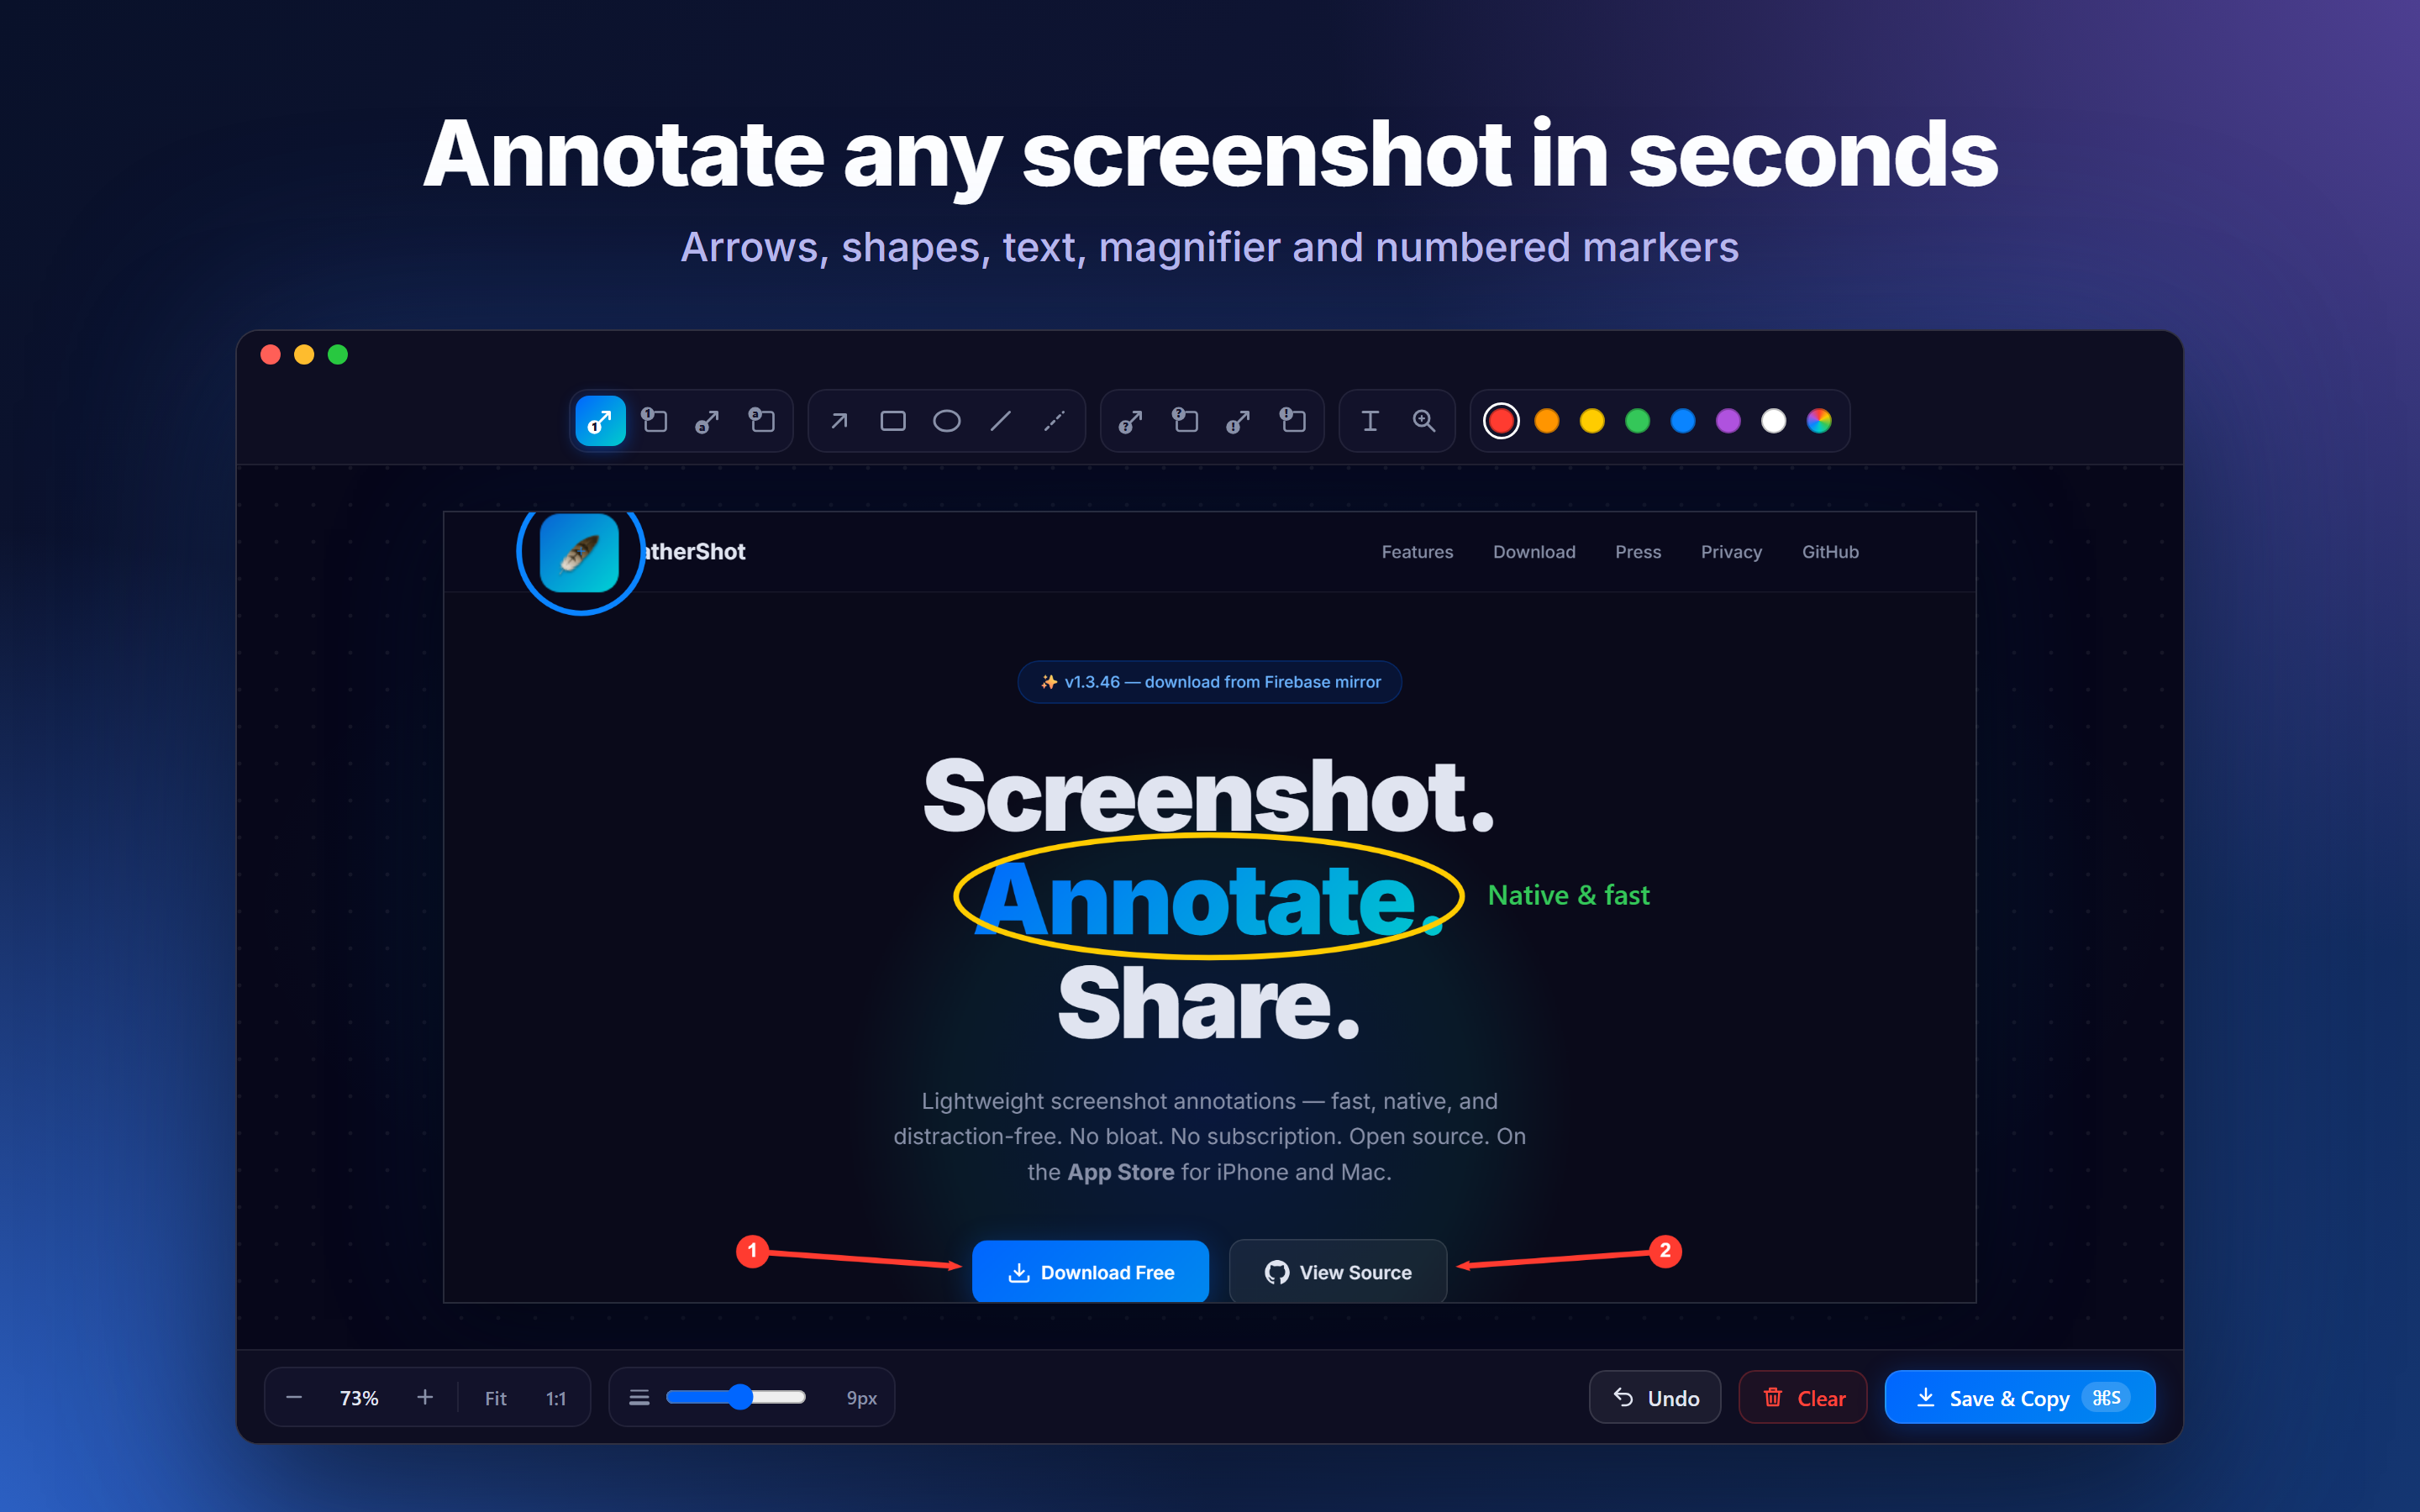 Annotate any screenshot in seconds
Arrows, shapes, text, magnifier and numbered markers
1 1 a a ? ? ! !
atherShot
Features Download Press Privacy GitHub
✨ v1.3.46 — download from Firebase mirror
Screenshot.
Annotate.
Native & fast
Share.
Lightweight screenshot annotations — fast, native, and
distraction-free. No bloat. No subscription. Open source. On
the App Store for iPhone and Mac.
1 Download Free View Source 2
73% Fit 1:1 9px Undo Clear Save & Copy ⌘S